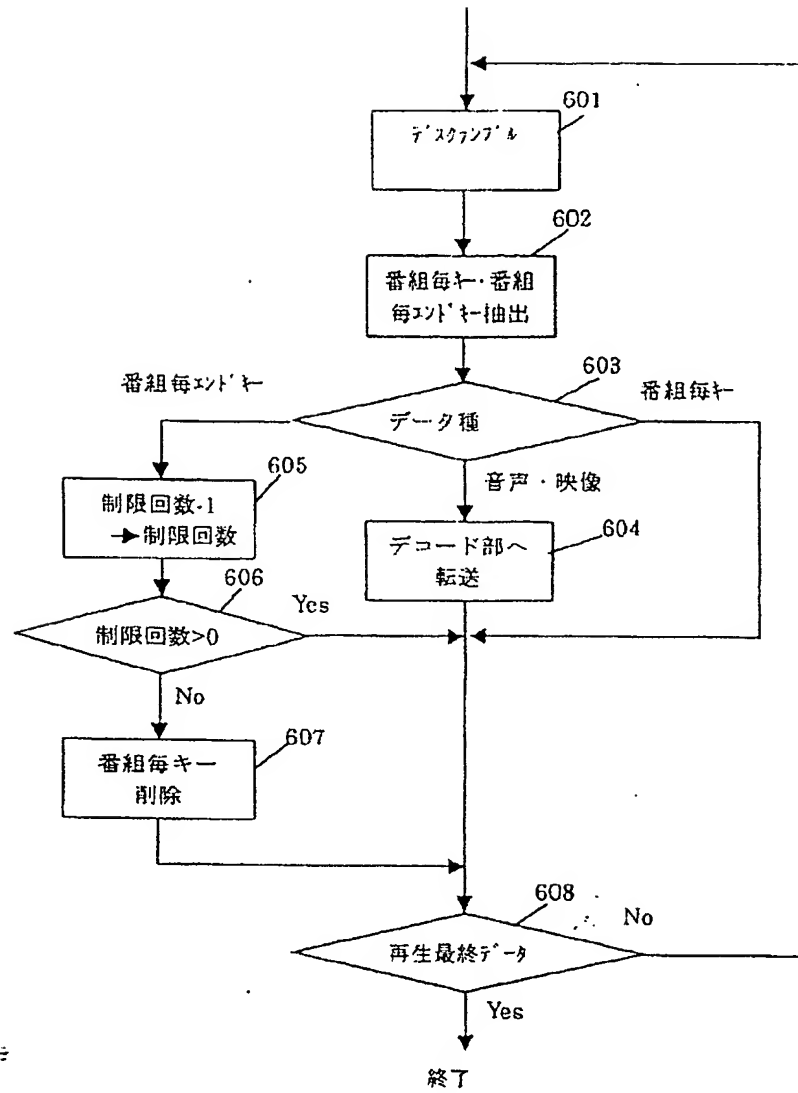 601
デスクランブル
602
番組毎キー・番組
毎エンドキー抽出
603
番組毎エンドキー
番組毎キー
データ種
605
制限回数-1
→制限回数
音声・映像
604
デコード部へ
転送
606
Yes
制限回数>0
No
607
番組毎キー
削除
608
No
再生最終データ
Yes
終了